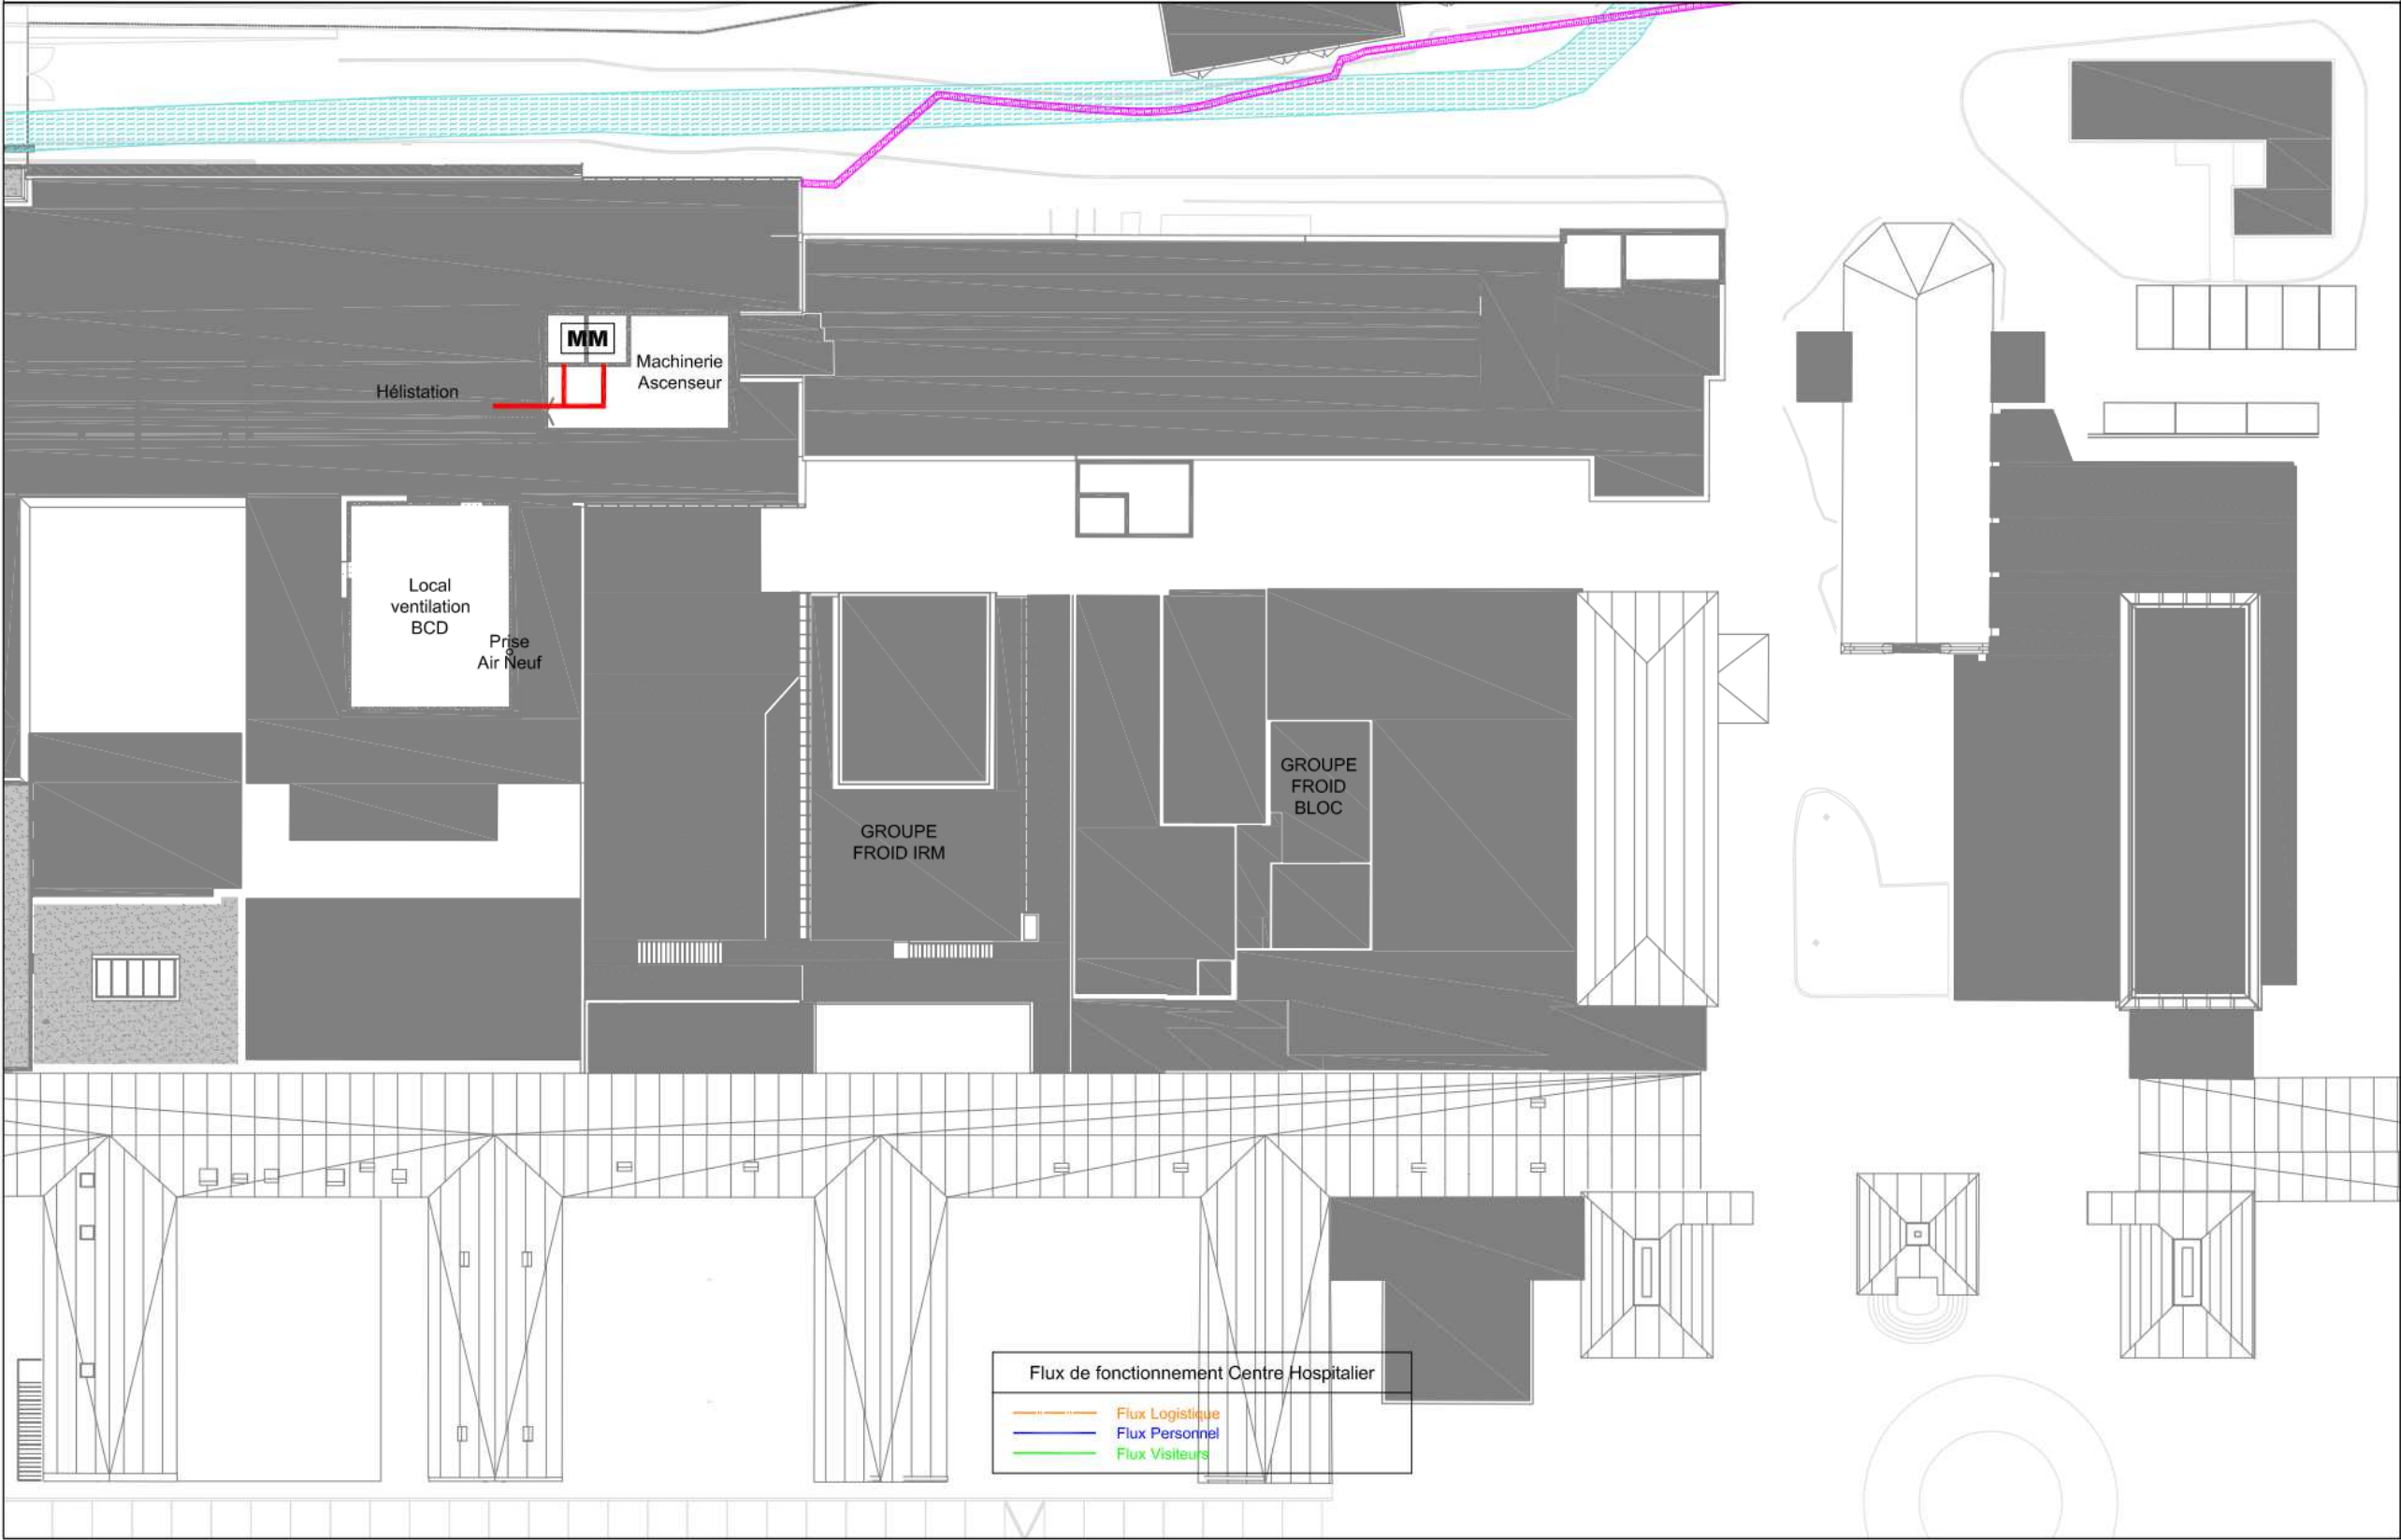 MM
Machinerie
Ascenseur
Hélistation
Local
ventilation
BCD
Prise
Air Neuf
GROUPE
FROID
BLOC
GROUPE
FROID IRM
Flux de fonctionnement Centre Hospitalier
Flux Logistique
Flux Personnel
Flux Visiteurs